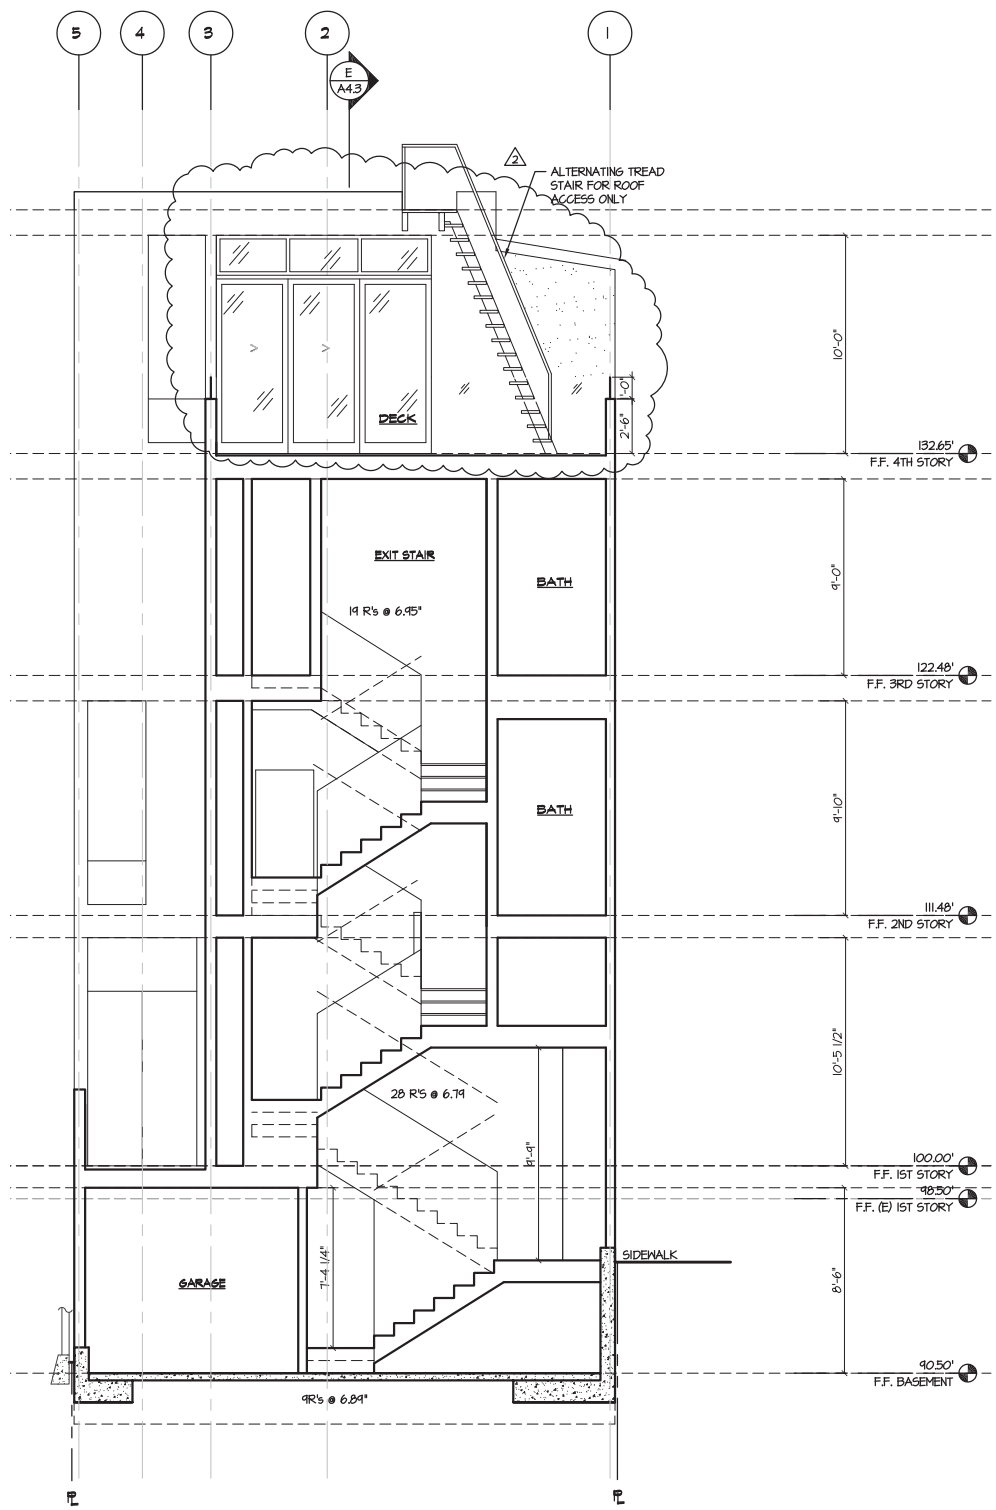 5 4 3 2 1
E
A4.3
2
ALTERNATING TREAD
STAIR FOR ROOF
ACCESS ONLY
10'-0"
DECK
1'-0"
2'-6"
132.65'
F.F. 4TH STORY
EXIT STAIR
BATH
9'-0"
19 R's @ 6.95"
122.48'
F.F. 3RD STORY
BATH
9'-10"
111.48'
F.F. 2ND STORY
10'-5 1/2"
28 R'S @ 6.79
9'-9"
100.00'
F.F. 1ST STORY
98.50'
F.F. (E) 1ST STORY
SIDEWALK
7'-4 1/4"
GARAGE
8'-6"
90.50'
F.F. BASEMENT
9R's @ 6.89"
PL PL